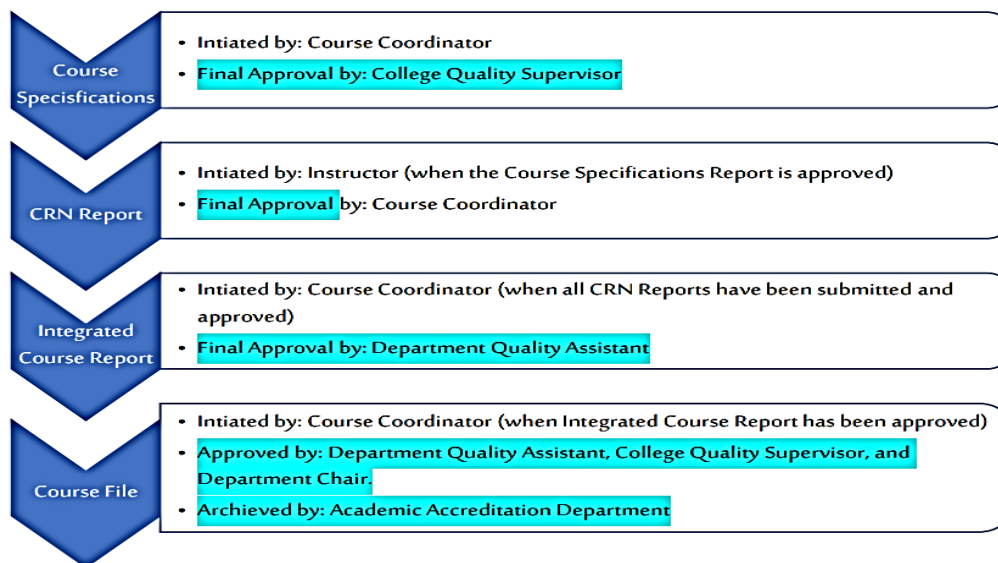 Course
Specisfications
• Intiated by: Course Coordinator
• Final Approval by: College Quality Supervisor
CRN Report
• Intiated by: Instructor (when the Course Specifications Report is approved)
• Final Approval by: Course Coordinator
Integrated
Course Report
• Intiated by: Course Coordinator (when all CRN Reports have been submitted and
approved)
• Final Approval by: Department Quality Assistant
Course File
• Intiated by: Course Coordinator (when Integrated Course Report has been approved)
• Approved by: Department Quality Assistant, College Quality Supervisor, and
Department Chair.
• Archieved by: Academic Accreditation Department